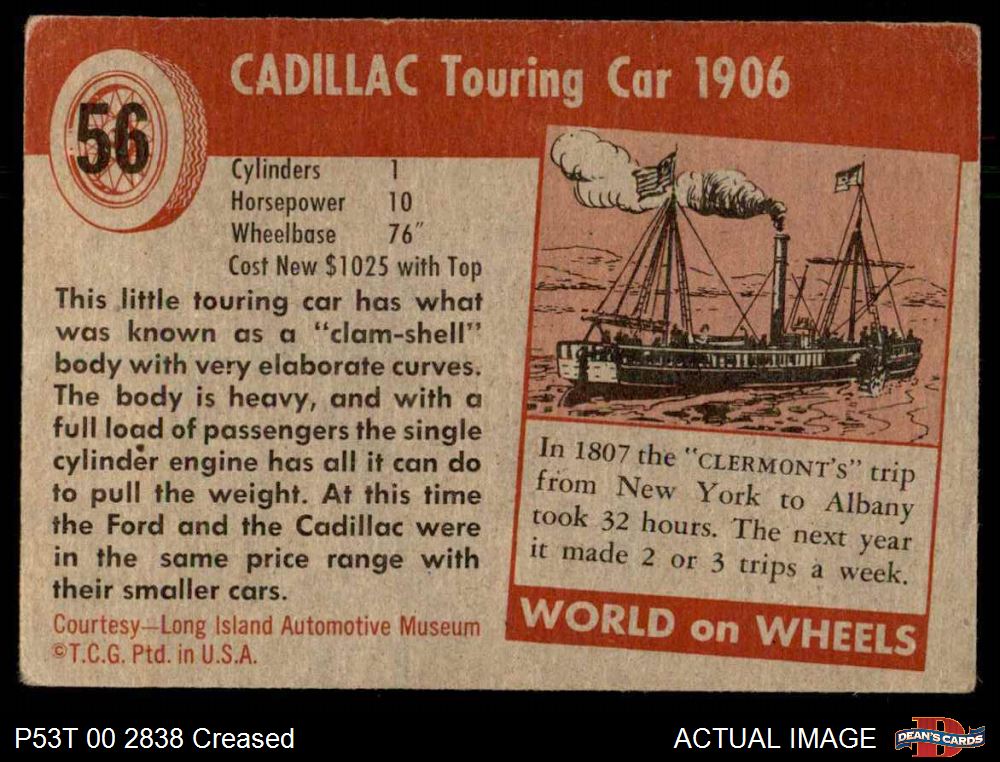 56
CADILLAC Touring Car 1906
Cylinders 1
Horsepower 10
Wheelbase 76"
Cost New $1025 with Top
This little touring car has what
was known as a "clam-shell"
body with very elaborate curves.
The body is heavy, and with a
full load of passengers the single
cylinder engine has all it can do
to pull the weight. At this time
the Ford and the Cadillac were
in the same price range with
their smaller cars.
Courtesy—Long Island Automotive Museum
©T.C.G. Ptd. in U.S.A.
In 1807 the "CLERMONT'S" trip
from New York to Albany
took 32 hours. The next year
it made 2 or 3 trips a week.
WORLD on WHEELS
P53T 00 2838 Creased
ACTUAL IMAGE
DEAN'S CARDS